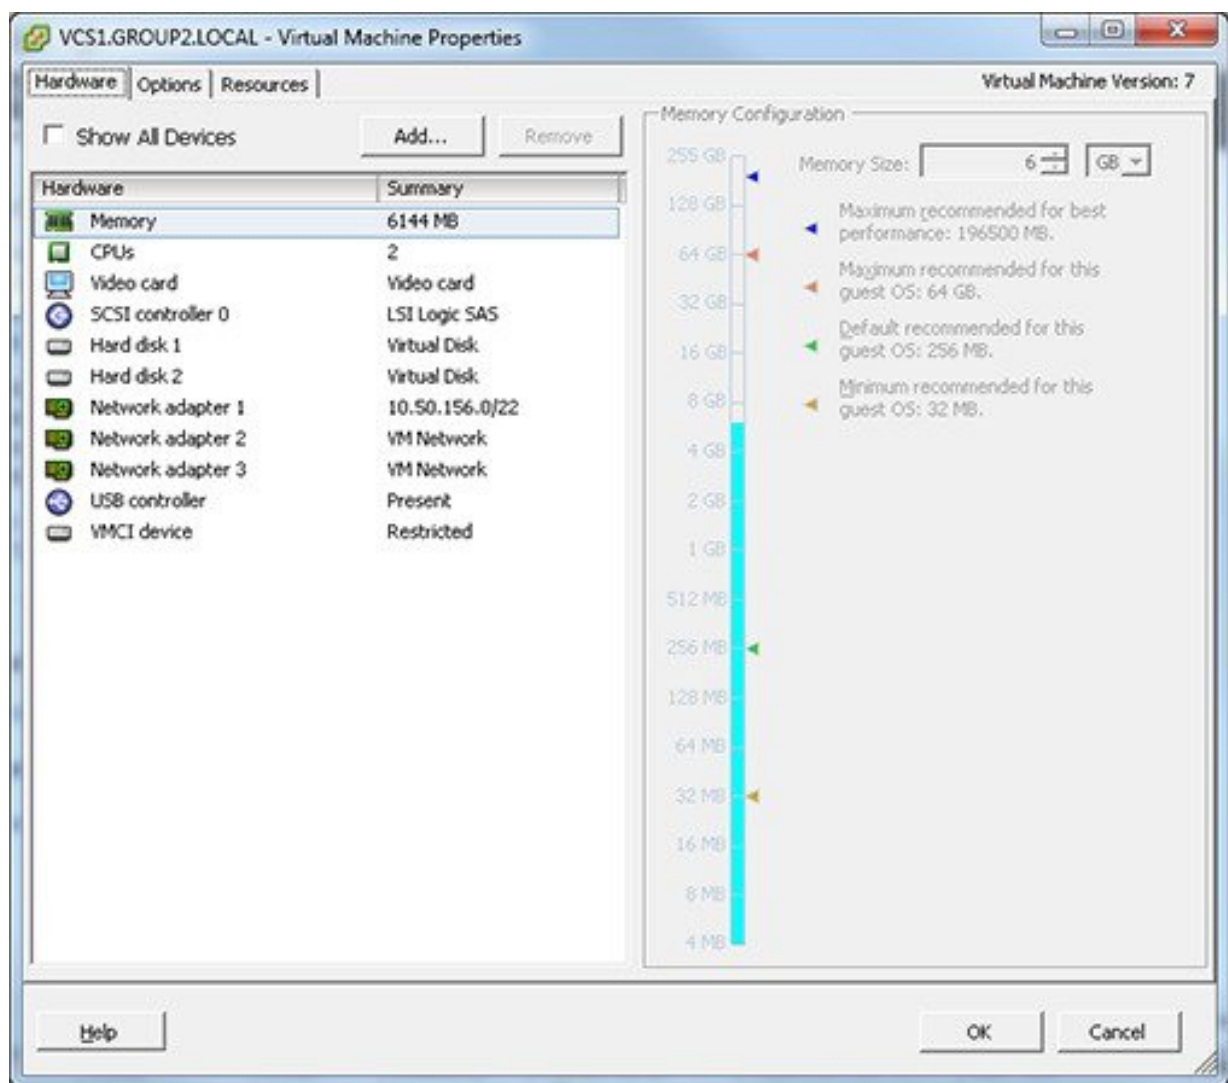 VCS1.GROUP2.LOCAL - Virtual Machine Properties
Hardware Options Resources
Virtual Machine Version: 7
Show All Devices
Add...
Remove
Hardware Summary
Memory 6144 MB
CPUs 2
Video card Video card
SCSI controller 0 LSI Logic SAS
Hard disk 1 Virtual Disk
Hard disk 2 Virtual Disk
Network adapter 1 10.50.156.0/22
Network adapter 2 VM Network
Network adapter 3 VM Network
USB controller Present
VMCI device Restricted
Memory Configuration
255 GB
128 GB
64 GB
32 GB
16 GB
8 GB
4 GB
2 GB
1 GB
512 MB
256 MB
128 MB
64 MB
32 MB
16 MB
8 MB
4 MB
Memory Size: 6 GB
Maximum recommended for best
performance: 196500 MB.
Maximum recommended for this
guest OS: 64 GB.
Default recommended for this
guest OS: 256 MB.
Minimum recommended for this
guest OS: 32 MB.
Help
OK
Cancel